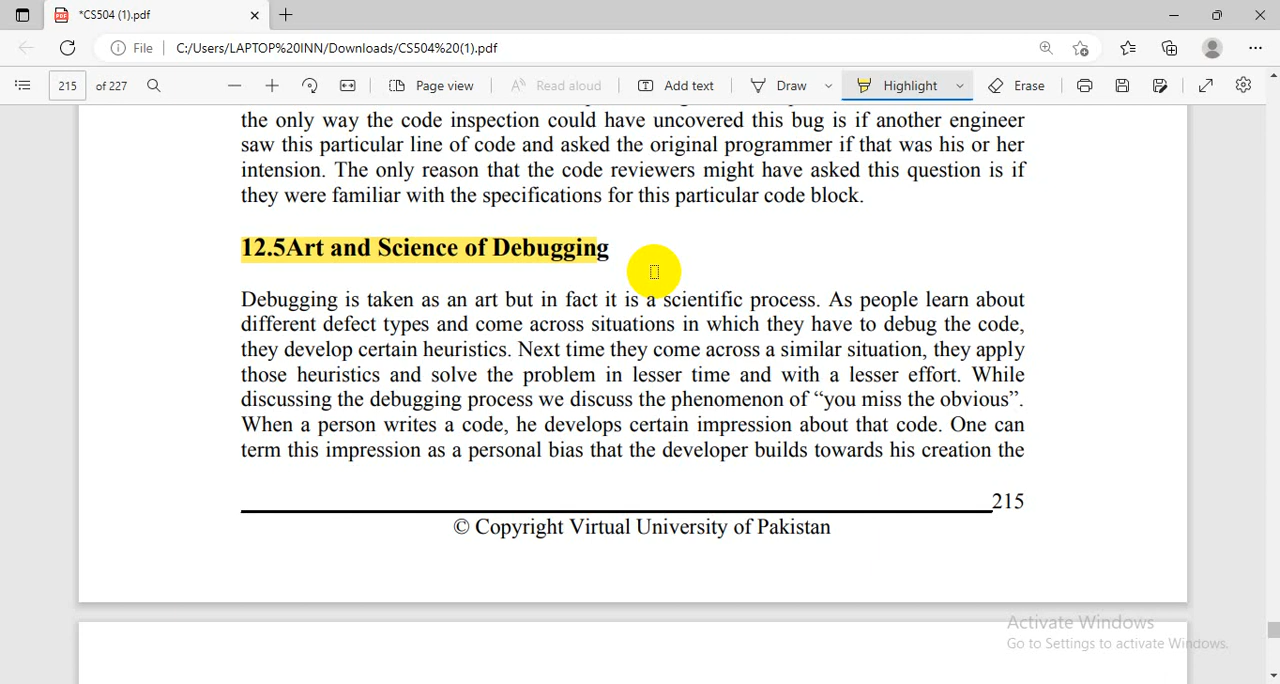 *CS504 (1).pdf
File
C:/Users/LAPTOP%20INN/Downloads/CS504%20(1).pdf
215 of 227
Page view
Read aloud
Add text
Draw
Highlight
Erase
the only way the code inspection could have uncovered this bug is if another engineer
saw this particular line of code and asked the original programmer if that was his or her
intension. The only reason that the code reviewers might have asked this question is if
they were familiar with the specifications for this particular code block.
12.5Art and Science of Debugging
Debugging is taken as an art but in fact it is a scientific process. As people learn about
different defect types and come across situations in which they have to debug the code,
they develop certain heuristics. Next time they come across a similar situation, they apply
those heuristics and solve the problem in lesser time and with a lesser effort. While
discussing the debugging process we discuss the phenomenon of “you miss the obvious”.
When a person writes a code, he develops certain impression about that code. One can
term this impression as a personal bias that the developer builds towards his creation the
215
© Copyright Virtual University of Pakistan
Activate Windows
Go to Settings to activate Windows.